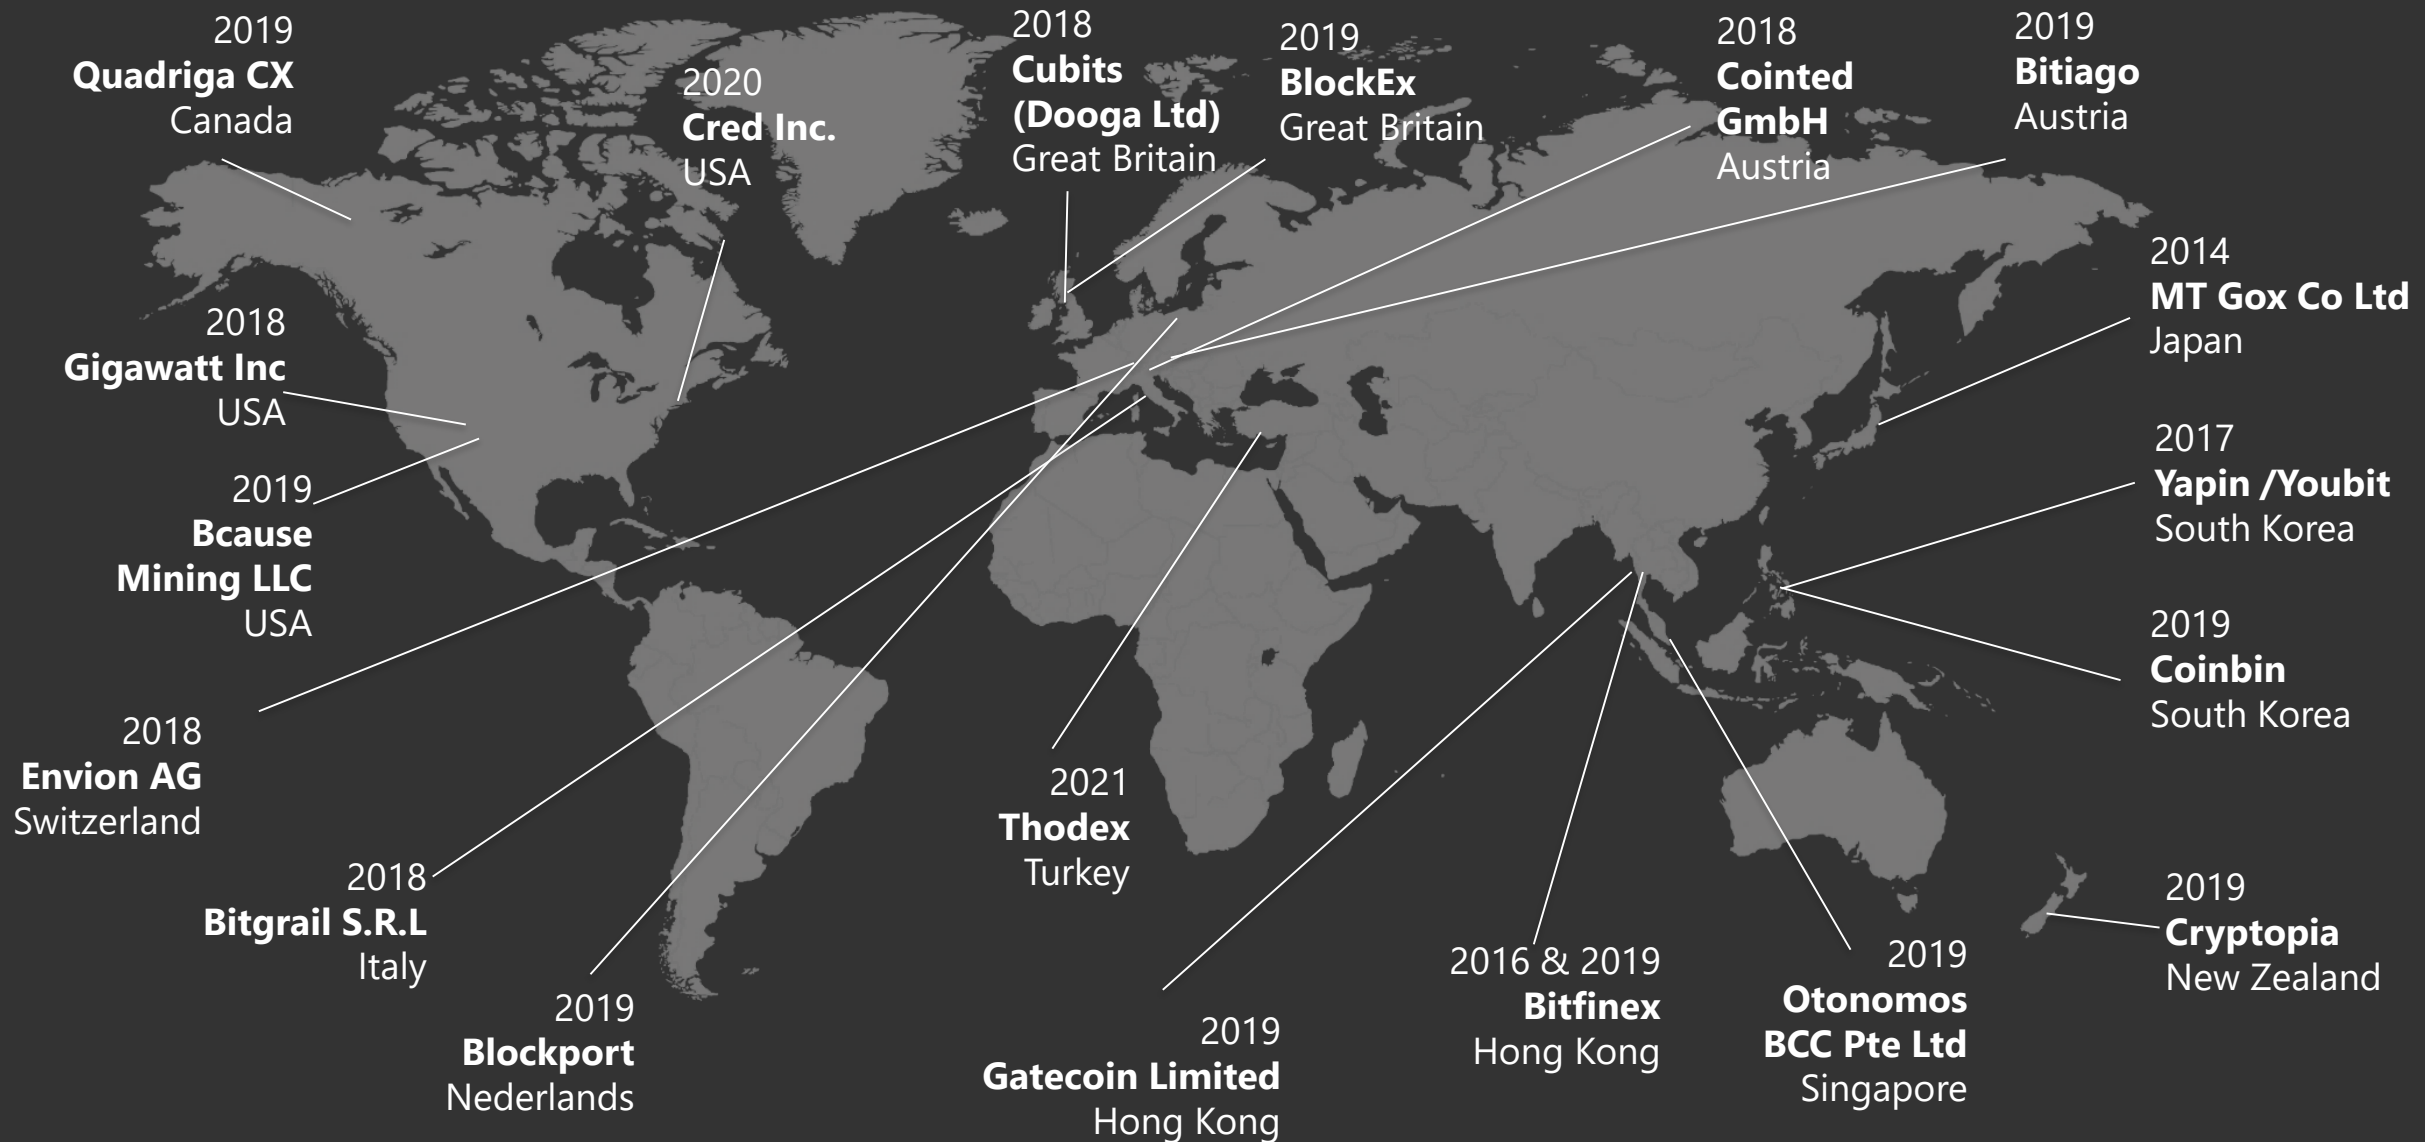 2019
Quadriga CX
Canada
2020
Cred Inc.
USA
2018
Cubits
(Dooga Ltd)
Great Britain
2019
BlockEx
Great Britain
2018
Cointed
GmbH
Austria
2019
Bitiago
Austria
2018
Gigawatt Inc
USA
2014
MT Gox Co Ltd
Japan
2019
Bcause
Mining LLC
USA
2017
Yapin /Youbit
South Korea
2019
Coinbin
South Korea
2018
Envion AG
Switzerland
2018
Bitgrail S.R.L
Italy
2019
Blockport
Nederlands
2021
Thodex
Turkey
2019
Gatecoin Limited
Hong Kong
2016 & 2019
Bitfinex
Hong Kong
2019
Otonomos
BCC Pte Ltd
Singapore
2019
Cryptopia
New Zealand